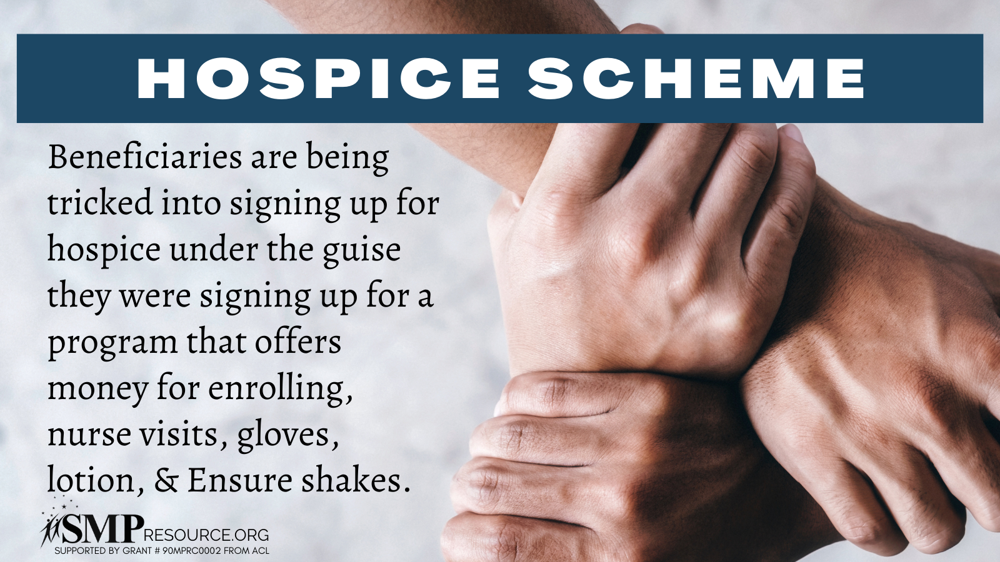 HOSPICE SCHEME
Beneficiaries are being
tricked into signing up for
hospice under the guise
they were signing up for a
program that offers
money for enrolling,
nurse visits, gloves,
lotion, & Ensure shakes.
SMPRESOURCE.ORG
SUPPORTED BY GRANT # 90MPRC0002 FROM ACL